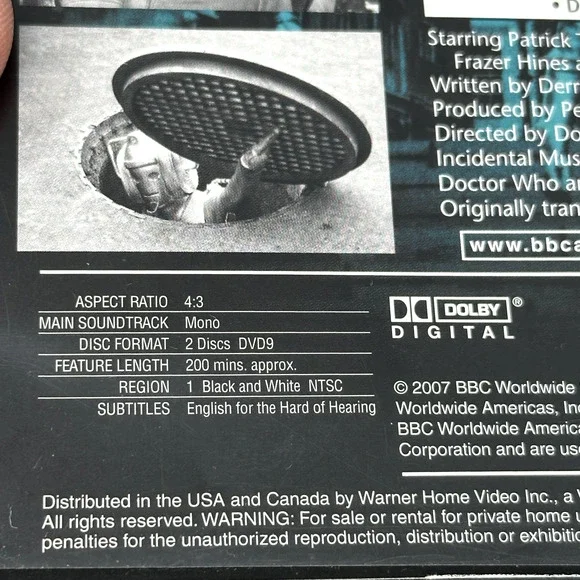 • D
Starring Patrick T
Frazer Hines a
Written by Derr
Produced by Pe
Directed by Do
Incidental Mus
Doctor Who an
Originally tran
www.bbca
ASPECT RATIO 4:3
MAIN SOUNDTRACK Mono
DISC FORMAT 2 Discs DVD9
FEATURE LENGTH 200 mins. approx.
REGION 1 Black and White NTSC
SUBTITLES English for the Hard of Hearing
DOLBY ®
DIGITAL
© 2007 BBC Worldwide
Worldwide Americas, Inc
BBC Worldwide America
Corporation and are use
Distributed in the USA and Canada by Warner Home Video Inc., a W
All rights reserved. WARNING: For sale or rental for private home u
penalties for the unauthorized reproduction, distribution or exhibitio